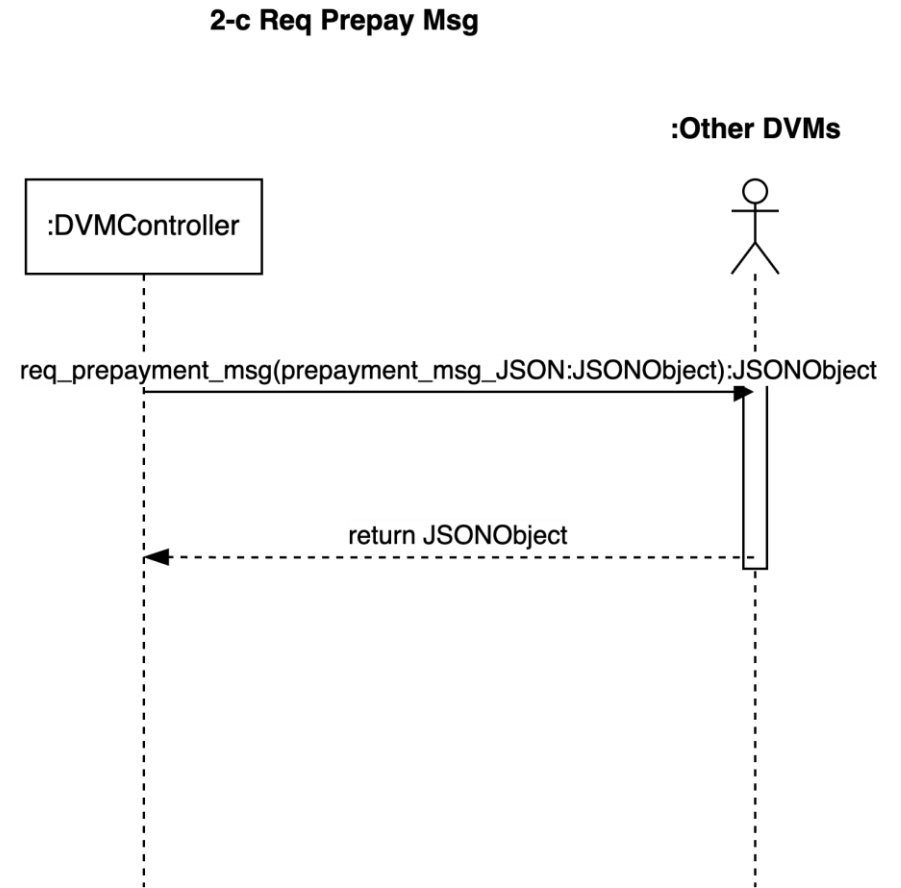 2-c Req Prepay Msg
:Other DVMs
:DVMController
req_prepayment_msg(prepayment_msg_JSON:JSONObject):JSONObject
return JSONObject